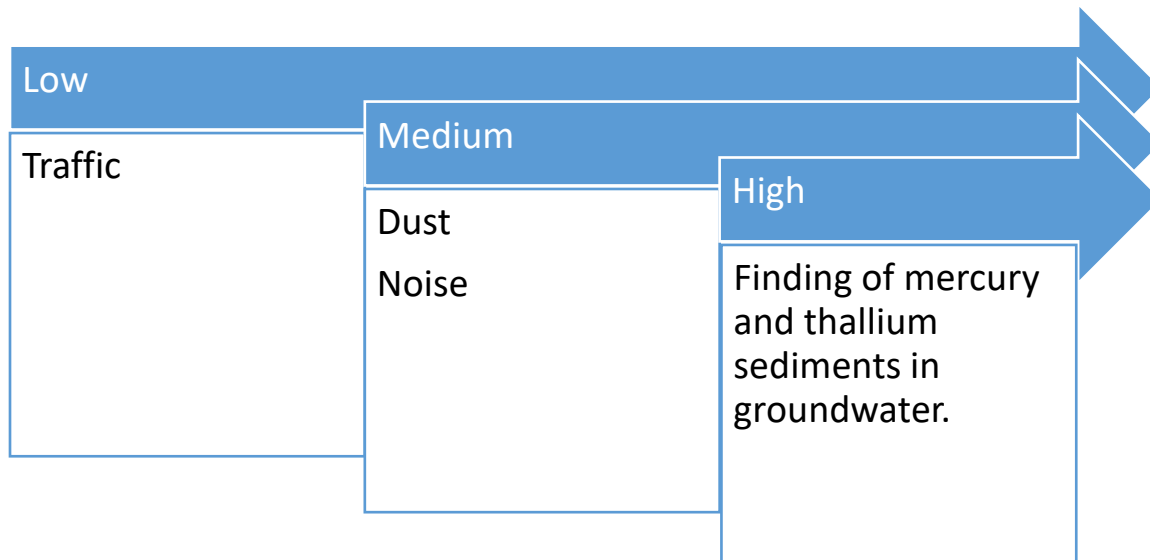 Low
Traffic
Medium
Dust
Noise
High
Finding of mercury
and thallium
sediments in
groundwater.